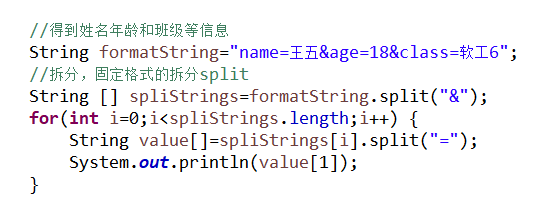 //得到姓名年龄和班级等信息
String formatString="name=王五&age=18&class=软工6";
//拆分，固定格式的拆分split
String [] spliStrings=formatString.split("&");
for(int i=0;i<spliStrings.length;i++) {
String value[]=spliStrings[i].split("=");
System.out.println(value[1]);
}